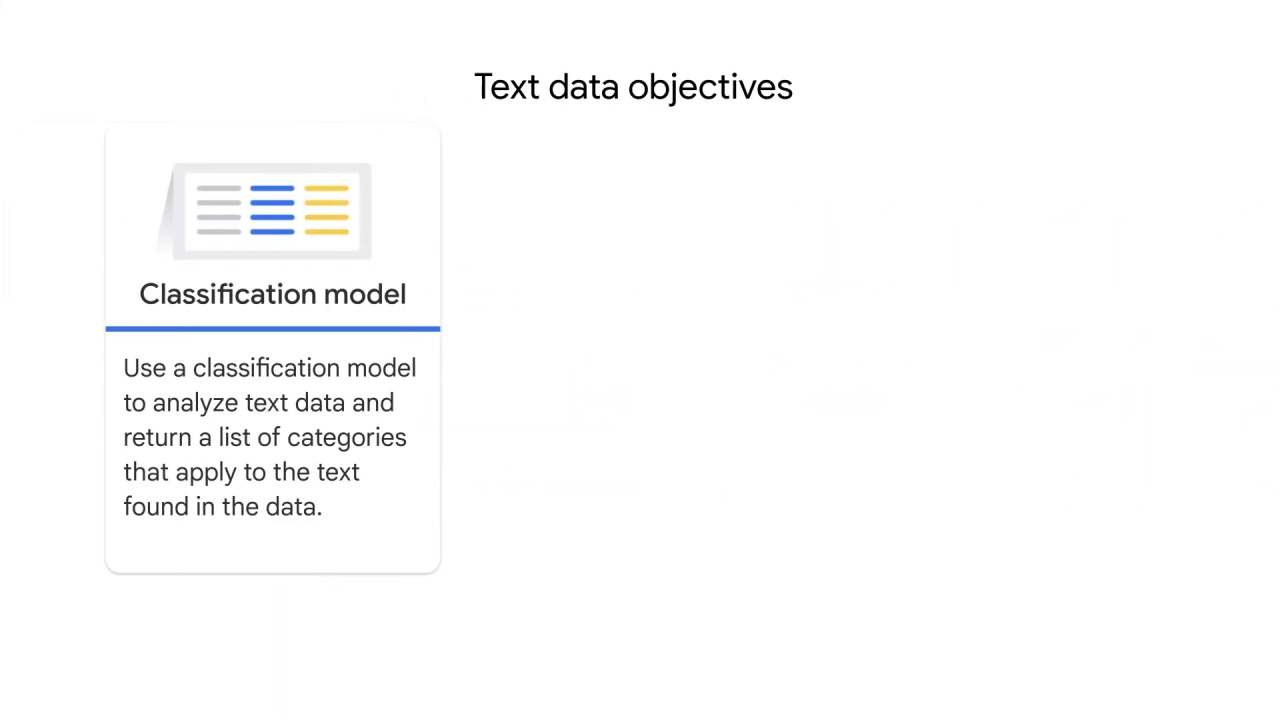 Text data objectives
Classification model
Use a classification model
to analyze text data and
return a list of categories
that apply to the text
found in the data.